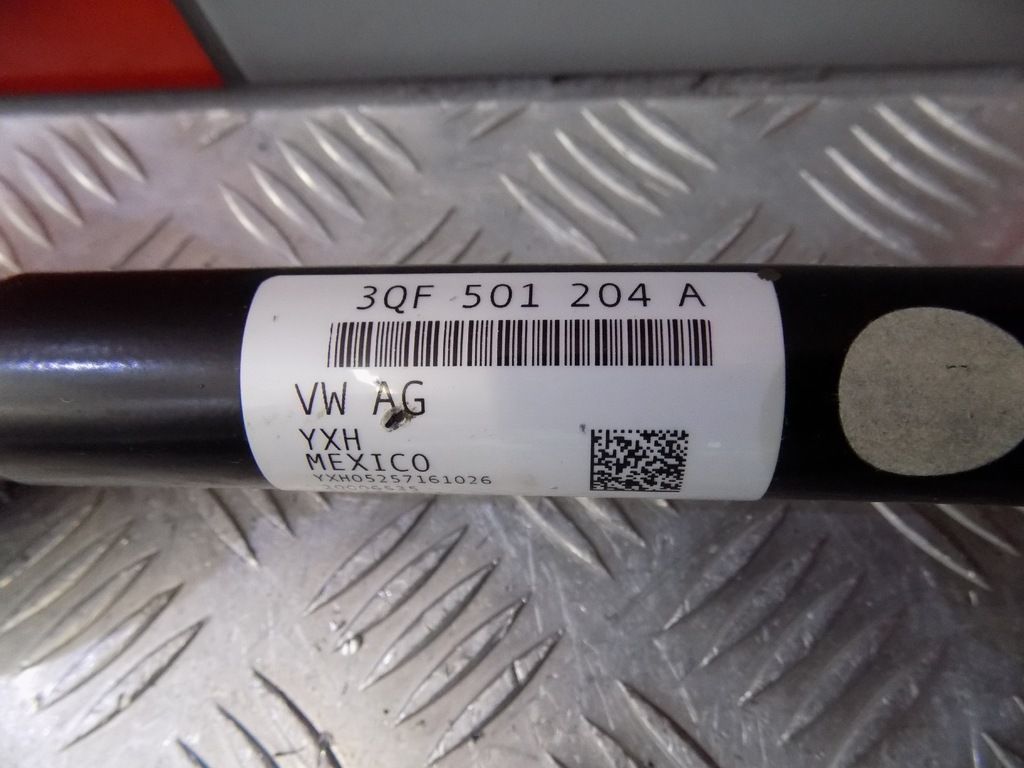 3QF 501 204 A
VW AG
YXH
MEXICO
YXH05257161026